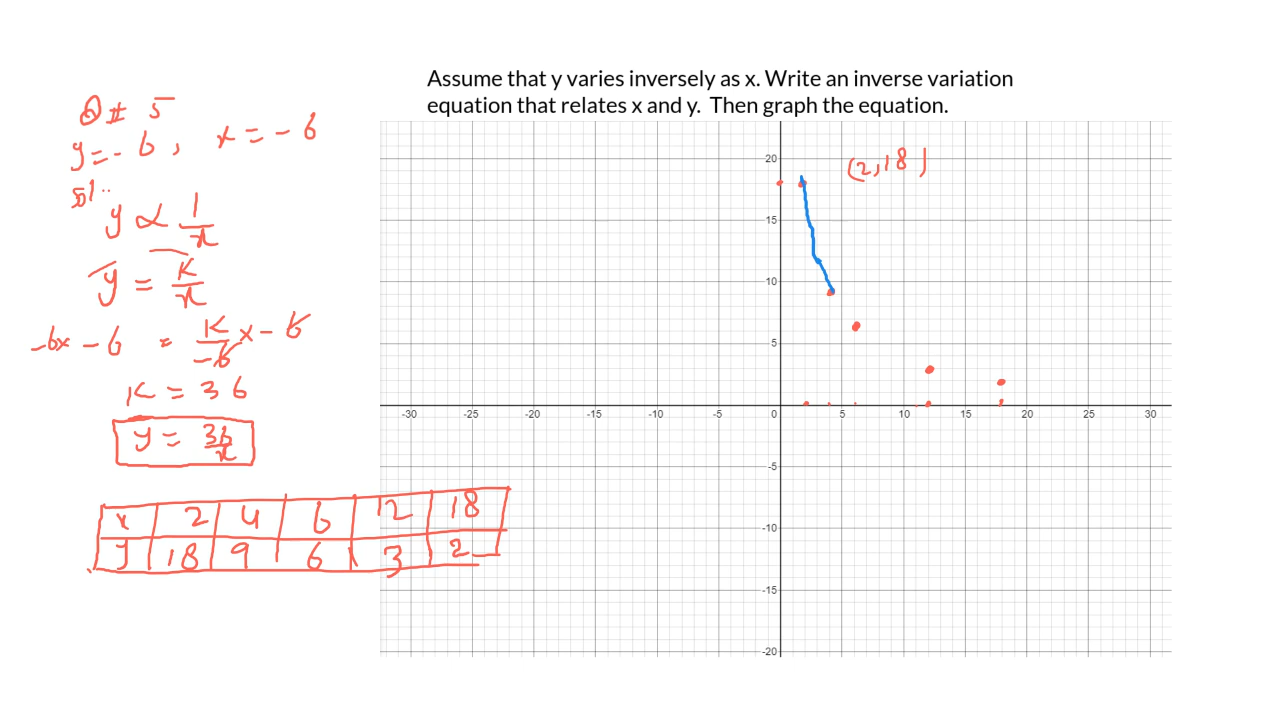 Assume that y varies inversely as x. Write an inverse variation
equation that relates x and y. Then graph the equation.
Q # 5
y = - 6 , x = - 6
Sol..
y ∝ 1/x
y = K/x
-6x - 6 = K/-6 x - 6
K = 36
y = 36/x
x 2 4 6 12 18
y 18 9 6 3 2
(2,18)
20
15
10
5
-30 -25 -20 -15 -10 -5 0 5 10 15 20 25 30
-5
-10
-15
-20